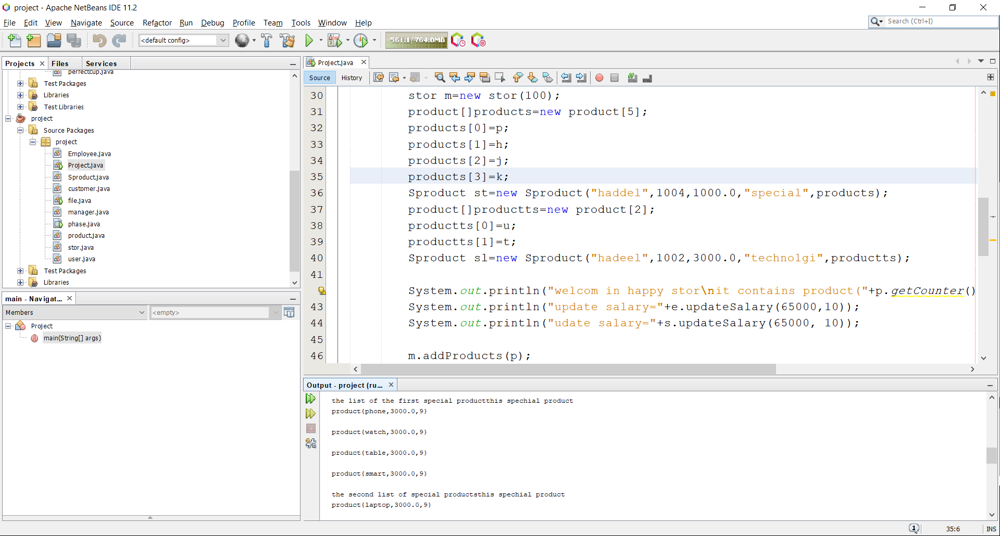 project - Apache NetBeans IDE 11.2
File Edit View Navigate Source Refactor Run Debug Profile Team Tools Window Help
Search (Ctrl+I)
<default config>
561.1/764.0MB
Projects Files Services
perfectcup.java
Test Packages
Libraries
Test Libraries
project
Source Packages
project
Employee.java
Project.java
Sproduct.java
customer.java
file.java
manager.java
phase.java
product.java
stor.java
user.java
Test Packages
Libraries
main - Navigat...
Members
<empty>
Project
main(String[] args)
Project.java
Source History
30 stor m=new stor(100);
31 product[]products=new product[5];
32 products[0]=p;
33 products[1]=h;
34 products[2]=j;
35 products[3]=k;
36 Sproduct st=new Sproduct("haddel",1004,1000.0,"special",products);
37 product[]productts=new product[2];
38 productts[0]=u;
39 productts[1]=t;
40 Sproduct sl=new Sproduct("hadeel",1002,3000.0,"technolgi",productts);
41
System.out.println("welcom in happy stor\nit contains product("+p.getCounter()
43 System.out.println("update salary="+e.updateSalary(65000,10));
44 System.out.println("udate salary="+s.updateSalary(65000, 10));
45
46 m.addProducts(p);
Output - project (ru...
the list of the first special productthis spechial product
product{phone,3000.0,9}
product{watch,3000.0,9}
product{table,3000.0,9}
product{smart,3000.0,9}
the second list of special productsthis spechial product
product{laptop,3000.0,9}
1
35:6
INS